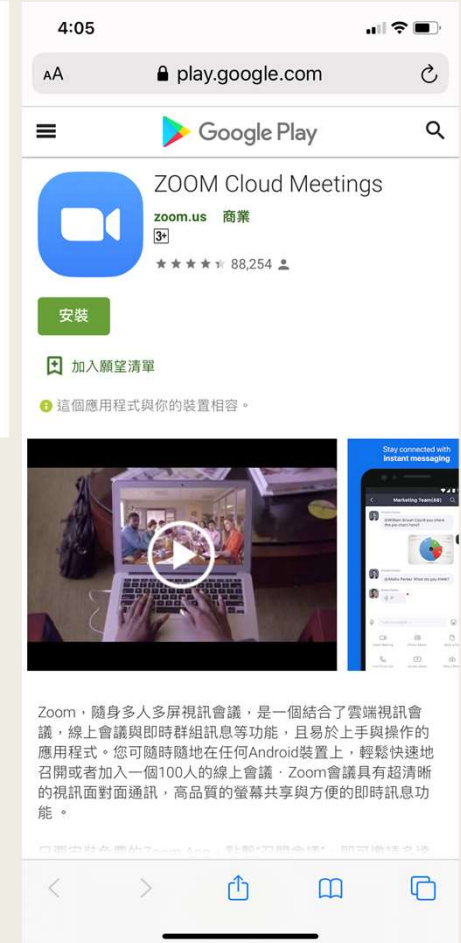 4:05
AA play.google.com
Google Play
ZOOM Cloud Meetings
zoom.us 商業
3+
88,254
安裝
加入願望清單
這個應用程式與你的裝置相容。
Stay connected with
instant messaging
Marketing Team(88)
Zoom，隨身多人多屏視訊會議，是一個結合了雲端視訊會
議，線上會議與即時群組訊息等功能，且易於上手與操作的
應用程式。您可隨時隨地在任何Android裝置上，輕鬆快速地
召開或者加入一個100人的線上會議．Zoom會議具有超清晰
的視訊面對面通訊，高品質的螢幕共享與方便的即時訊息功
能 。